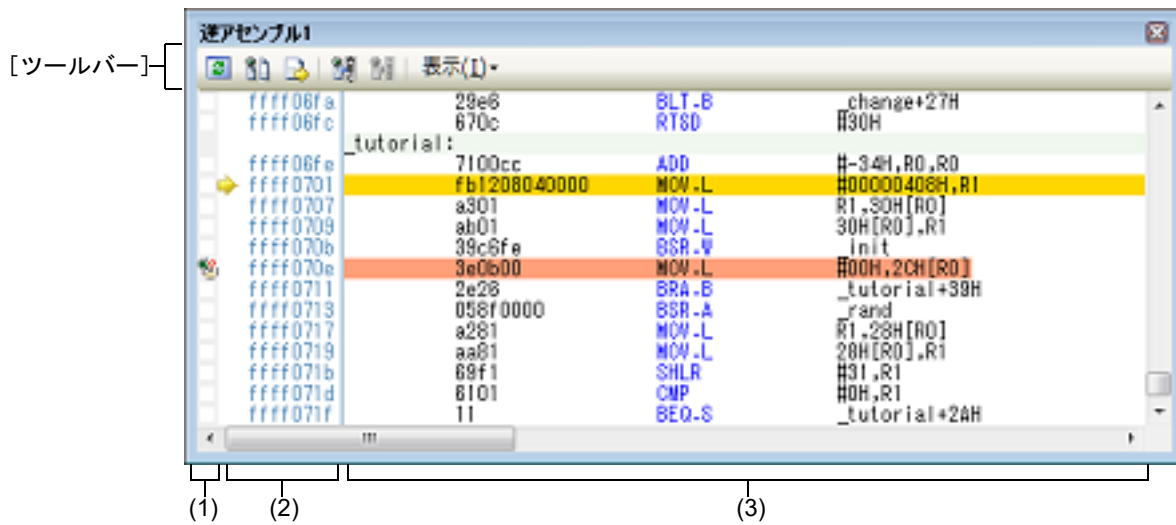 逆アセンブル1
[ツールバー]
表示(I)
ffff06fa 29e6 BLT.B _change+27H
ffff06fc 670c RTSD #30H
_tutorial:
ffff06fe 7100cc ADD #-34H,R0,R0
ffff0701 fb1208040000 MOV.L #00000408H,R1
ffff0707 a301 MOV.L R1,30H[R0]
ffff0709 ab01 MOV.L 30H[R0],R1
ffff070b 39c6fe BSR.W _init
ffff070e 3e0b00 MOV.L #00H,2CH[R0]
ffff0711 2e26 BRA.B _tutorial+39H
ffff0713 058f0000 BSR.A _rand
ffff0717 a281 MOV.L R1,28H[R0]
ffff0719 aa81 MOV.L 28H[R0],R1
ffff071b 69f1 SHLR #31,R1
ffff071d 6101 CMP #0H,R1
ffff071f 11 BEQ.S _tutorial+2AH
(1) (2) (3)